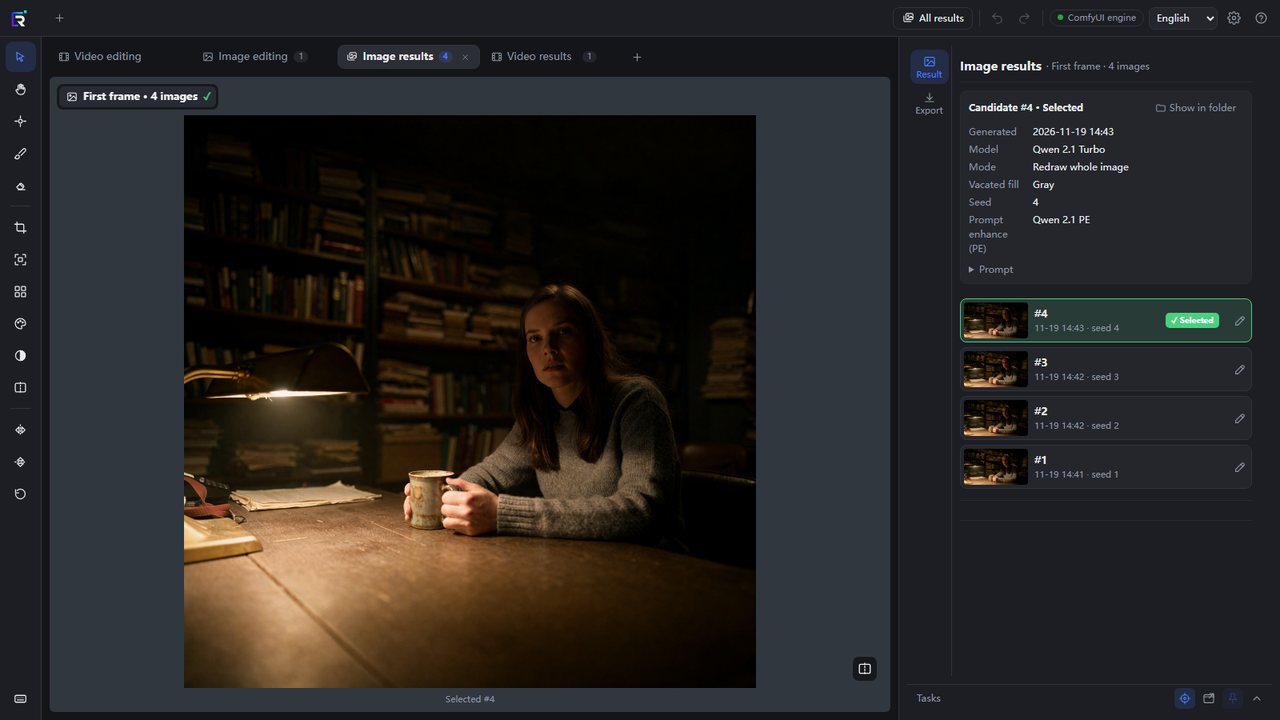 All results
ComfyUI engine
English
Video editing
Image editing 1
Image results 4
Video results 1
First frame • 4 images
Selected #4
Result
Export
Image results · First frame · 4 images
Candidate #4 • Selected
Show in folder
Generated 2026-11-19 14:43
Model Qwen 2.1 Turbo
Mode Redraw whole image
Vacated fill Gray
Seed 4
Prompt enhance (PE) Qwen 2.1 PE
Prompt
#4
11-19 14:43 · seed 4
✓ Selected
#3
11-19 14:42 · seed 3
#2
11-19 14:42 · seed 2
#1
11-19 14:41 · seed 1
Tasks